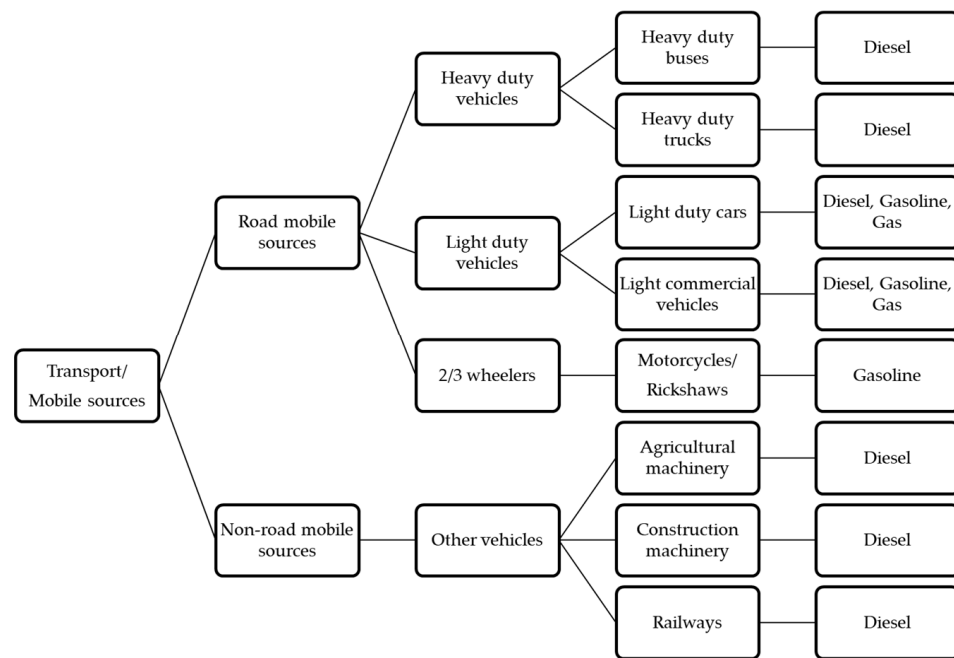 Transport/
Mobile sources
Road mobile
sources
Non-road mobile
sources
Heavy duty
vehicles
Light duty
vehicles
2/3 wheelers
Other vehicles
Heavy duty
buses
Heavy duty
trucks
Light duty cars
Light commercial
vehicles
Motorcycles/
Rickshaws
Agricultural
machinery
Construction
machinery
Railways
Diesel
Diesel
Diesel, Gasoline,
Gas
Diesel, Gasoline,
Gas
Gasoline
Diesel
Diesel
Diesel